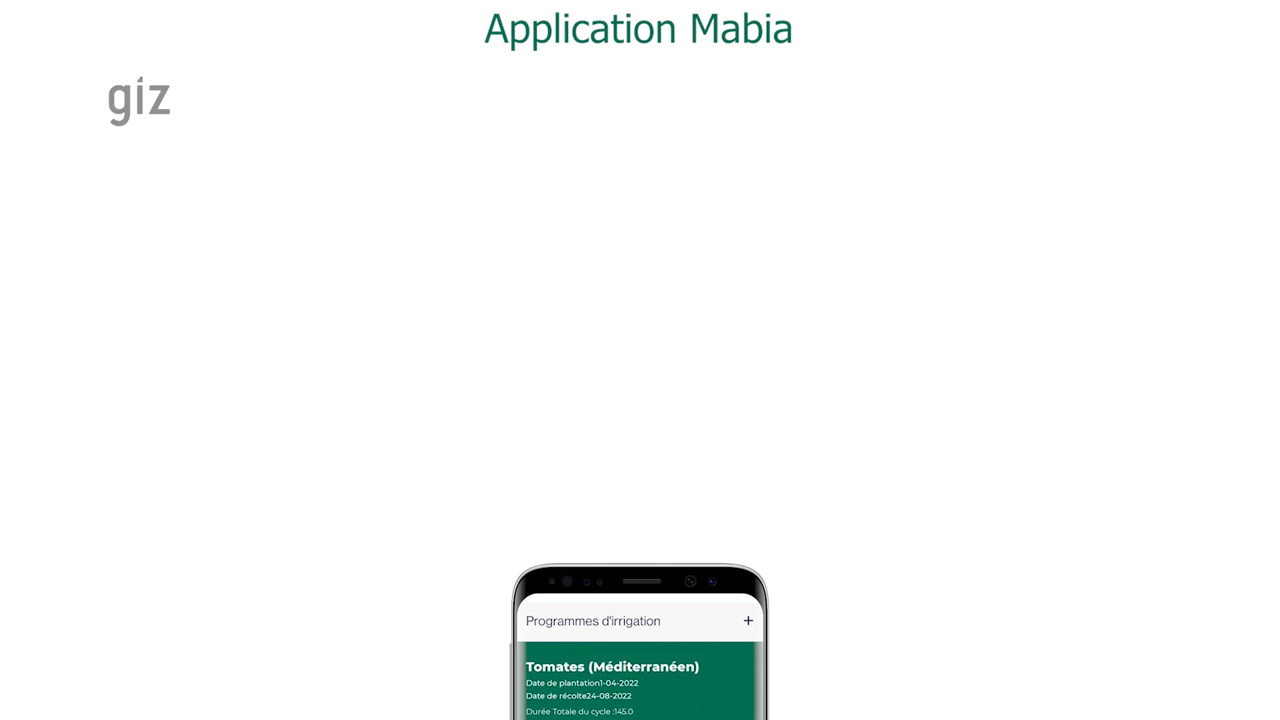 Application Mabia
giz
Programmes d'irrigation +
Tomates (Méditerranéen)
Date de plantation1-04-2022
Date de récolte24-08-2022
Durée Totale du cycle :145.0